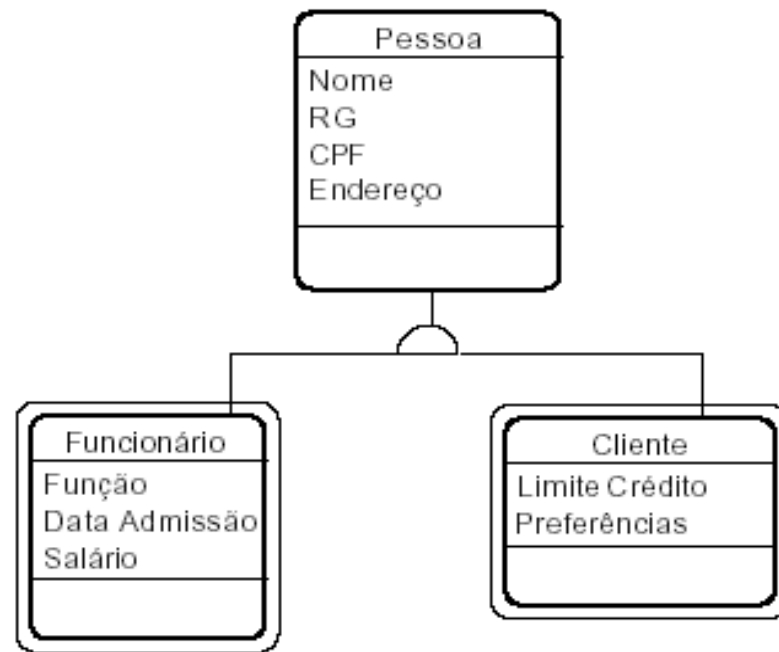 Pessoa
Nome
RG
CPF
Endereço
Funcionário
Função
Data Admissão
Salário
Cliente
Limite Crédito
Preferências